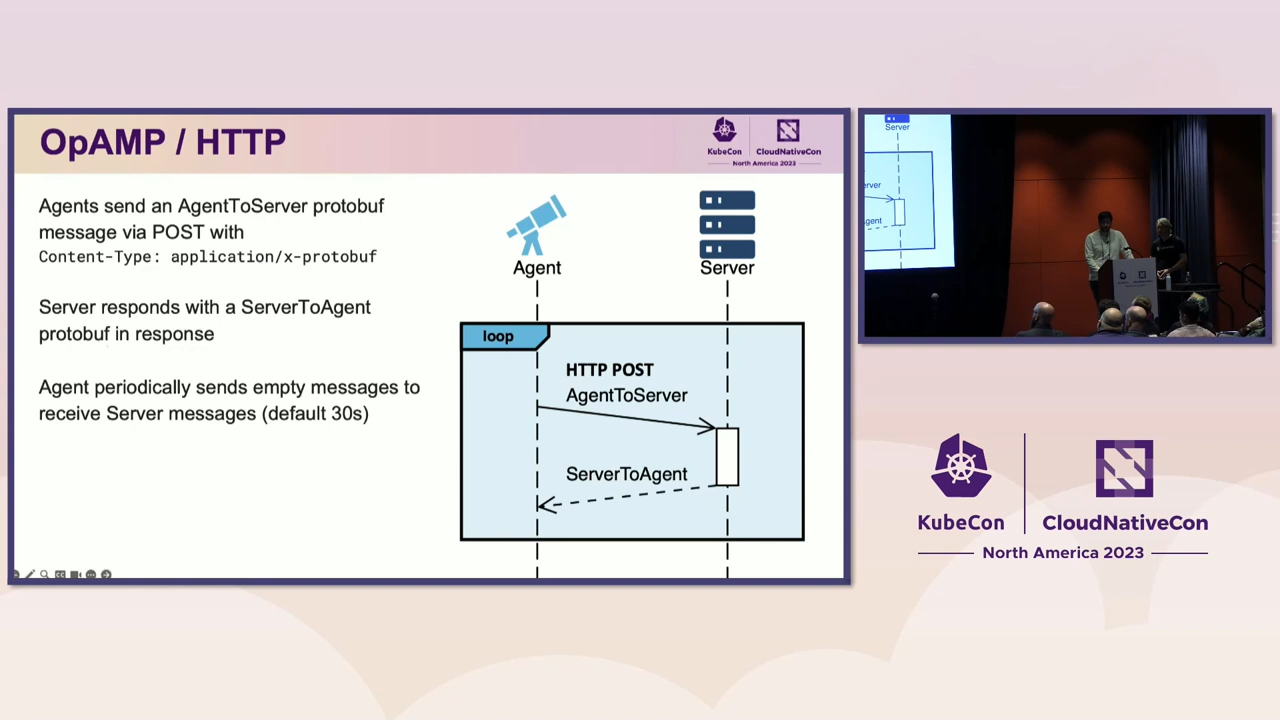 OpAMP / HTTP
KubeCon
CloudNativeCon
North America 2023
Agents send an AgentToServer protobuf
message via POST with
Content-Type: application/x-protobuf
Server responds with a ServerToAgent
protobuf in response
Agent periodically sends empty messages to
receive Server messages (default 30s)
Agent
Server
loop
HTTP POST
AgentToServer
ServerToAgent
Server
erver
gent
KubeCon
CloudNativeCon
North America 2023